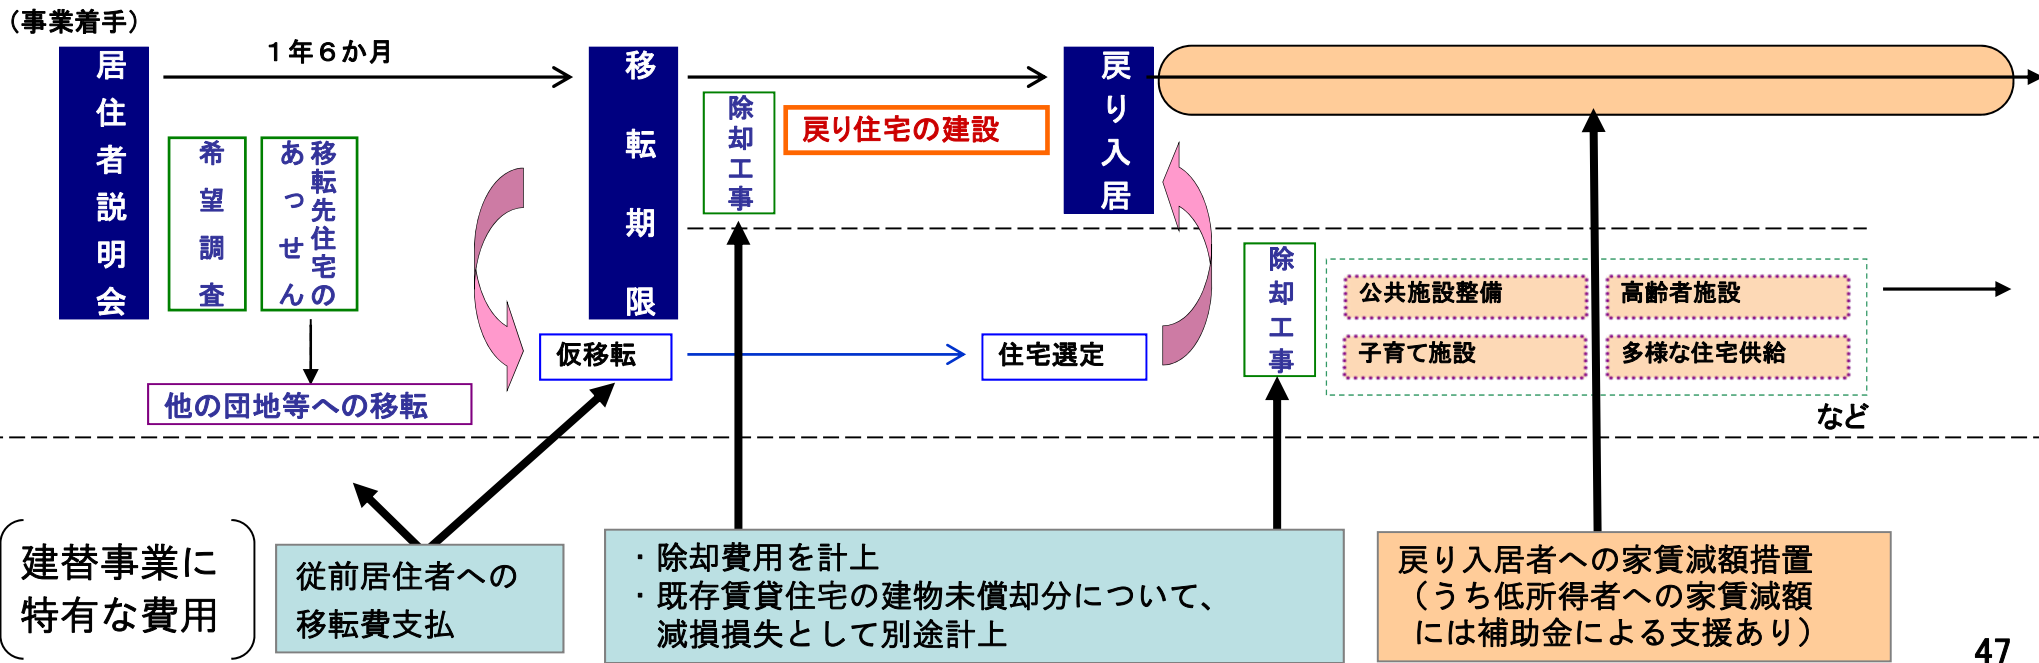 （事業着手）
居住者説明会
１年６か月
希望調査
移転先住宅の
あっせん
他の団地等への移転
移転期限
仮移転
除却工事
戻り住宅の建設
住宅選定
戻り入居
除却工事
公共施設整備
高齢者施設
子育て施設
多様な住宅供給
など
建替事業に
特有な費用
従前居住者への
移転費支払
・除却費用を計上
・既存賃貸住宅の建物未償却分について、
減損損失として別途計上
戻り入居者への家賃減額措置
（うち低所得者への家賃減額
には補助金による支援あり）
47